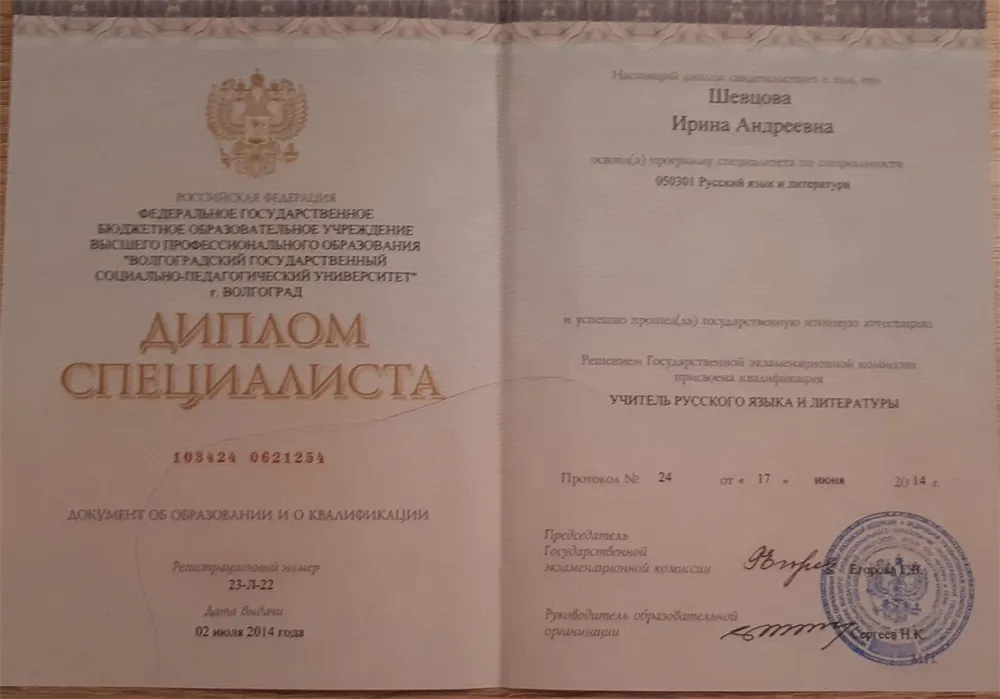 РОССИЙСКАЯ ФЕДЕРАЦИЯ
ФЕДЕРАЛЬНОЕ ГОСУДАРСТВЕННОЕ
БЮДЖЕТНОЕ ОБРАЗОВАТЕЛЬНОЕ УЧРЕЖДЕНИЕ
ВЫСШЕГО ПРОФЕССИОНАЛЬНОГО ОБРАЗОВАНИЯ
"ВОЛГОГРАДСКИЙ ГОСУДАРСТВЕННЫЙ
СОЦИАЛЬНО-ПЕДАГОГИЧЕСКИЙ УНИВЕРСИТЕТ"
г. ВОЛГОГРАД
ДИПЛОМ
СПЕЦИАЛИСТА
103424 0621254
ДОКУМЕНТ ОБ ОБРАЗОВАНИИ И О КВАЛИФИКАЦИИ
Регистрационный номер
23-Л-22
Дата выдачи
02 июля 2014 года
Настоящий диплом свидетельствует о том, что
Шевцова
Ирина Андреевна
освоил(а) программу специалитета по специальности
050301 Русский язык и литература
и успешно прошел(ла) государственную итоговую аттестацию
Решением Государственной экзаменационной комиссии
присвоена квалификация
УЧИТЕЛЬ РУССКОГО ЯЗЫКА И ЛИТЕРАТУРЫ
Протокол № 24 от « 17 » июня 2014 г.
Председатель
Государственной
экзаменационной комиссии
Егорова Г.В.
Руководитель образовательной
организации
Сергеев Н.К.